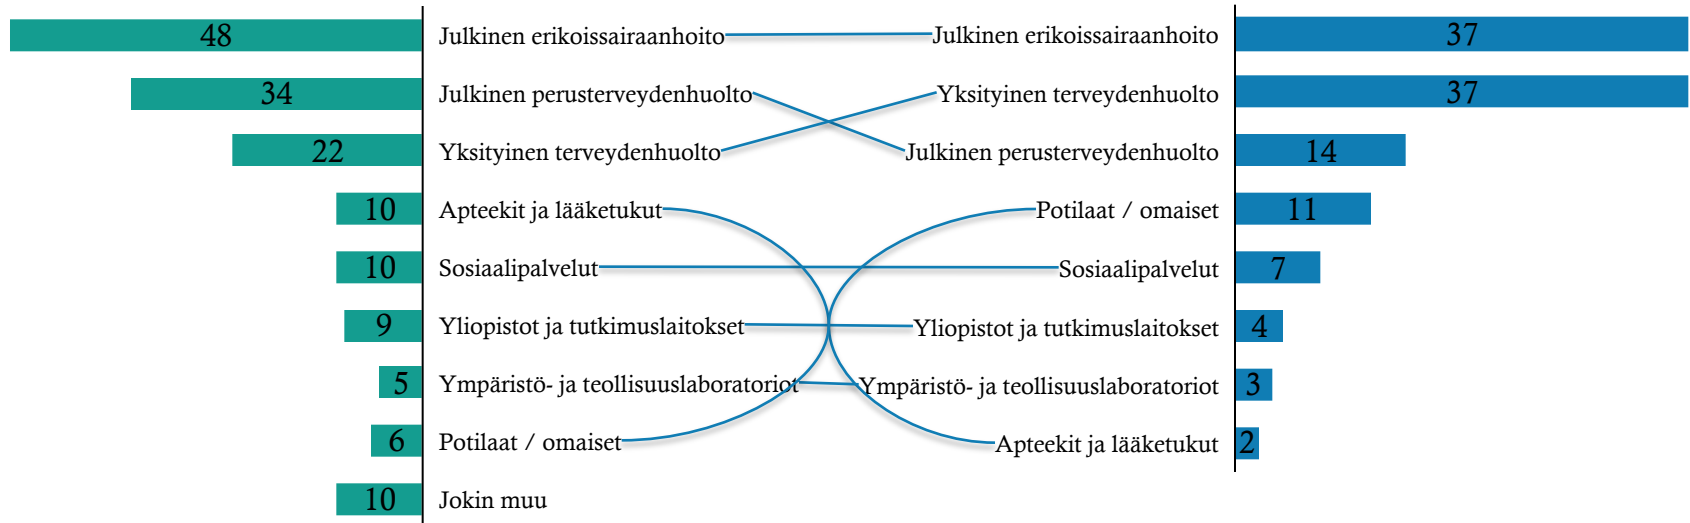 48 Julkinen erikoissairaanhoito Julkinen erikoissairaanhoito 37
34 Julkinen perusterveydenhuolto Yksityinen terveydenhuolto 37
22 Yksityinen terveydenhuolto Julkinen perusterveydenhuolto 14
10 Apteekit ja lääketukut Potilaat / omaiset 11
10 Sosiaalipalvelut Sosiaalipalvelut 7
9 Yliopistot ja tutkimuslaitokset Yliopistot ja tutkimuslaitokset 4
5 Ympäristö- ja teollisuuslaboratoriot Ympäristö- ja teollisuuslaboratoriot 3
6 Potilaat / omaiset Apteekit ja lääketukut 2
10 Jokin muu